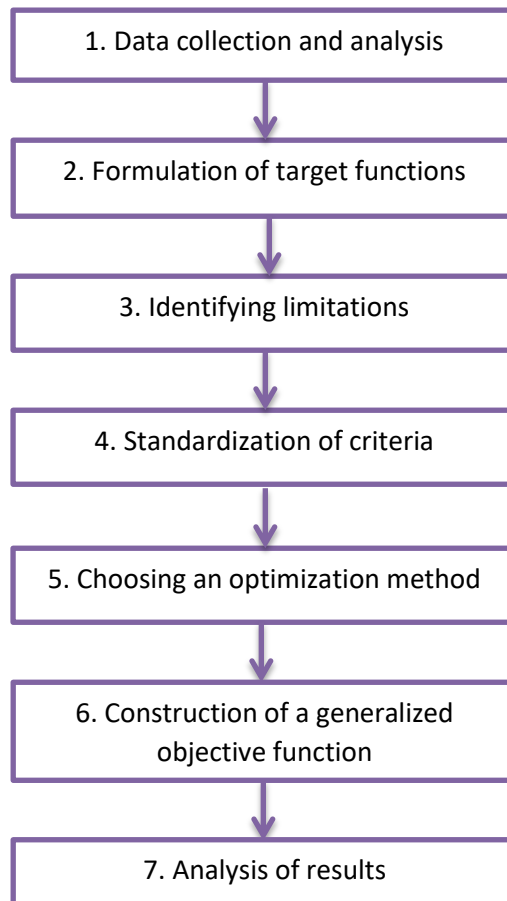 1. Data collection and analysis
2. Formulation of target functions
3. Identifying limitations
4. Standardization of criteria
5. Choosing an optimization method
6. Construction of a generalized
objective function
7. Analysis of results